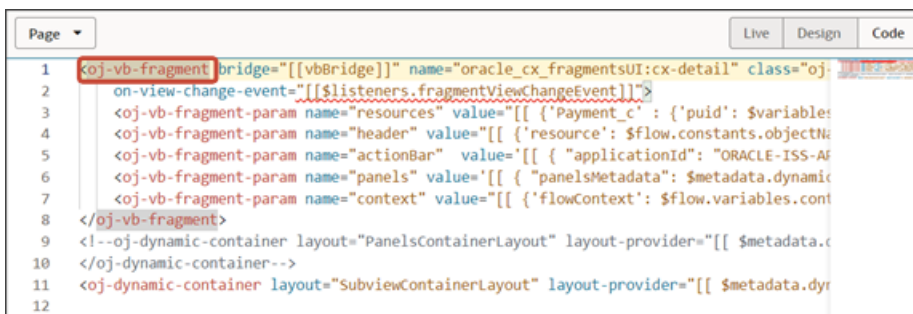 Page
Live Design Code
1 <oj-vb-fragment bridge="[[vbBridge]]" name="oracle_cx_fragmentsUI:cx-detail" class="oj-
2 on-view-change-event="[[$listeners.fragmentViewChangeEvent]]">
3 <oj-vb-fragment-param name="resources" value="[[ {'Payment_c' : {'puid': $variables
4 <oj-vb-fragment-param name="header" value="[[ {'resource': $flow.constants.objectNa
5 <oj-vb-fragment-param name="actionBar" value='[[ { "applicationId": "ORACLE-ISS-AP
6 <oj-vb-fragment-param name="panels" value='[[ { "panelsMetadata": $metadata.dynamic
7 <oj-vb-fragment-param name="context" value="[[ {'flowContext': $flow.variables.cont
8 </oj-vb-fragment>
9 <!--oj-dynamic-container layout="PanelsContainerLayout" layout-provider="[[ $metadata.d
10 </oj-dynamic-container-->
11 <oj-dynamic-container layout="SubviewContainerLayout" layout-provider="[[ $metadata.dyn
12